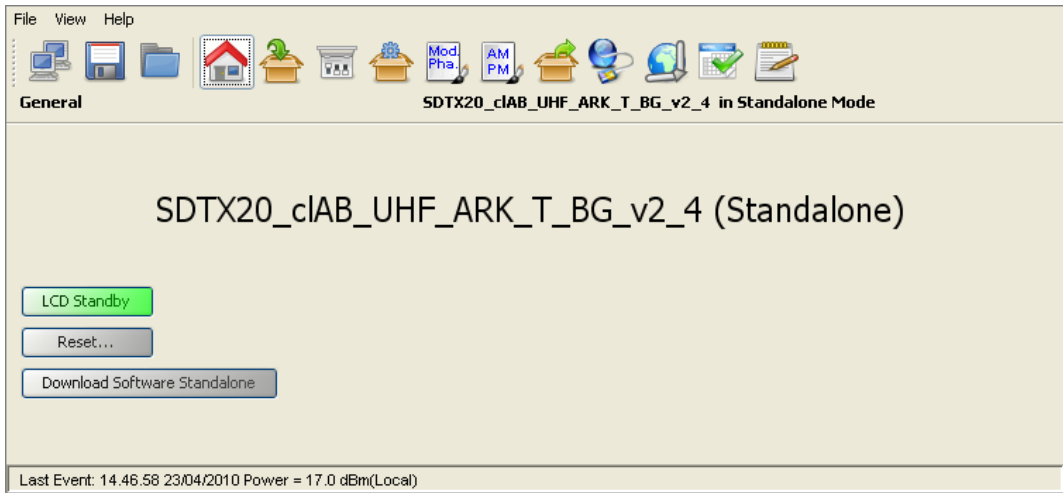 File View Help
Mod.
Pha.
AM
PM
General SDTX20_clAB_UHF_ARK_T_BG_v2_4 in Standalone Mode
SDTX20_clAB_UHF_ARK_T_BG_v2_4 (Standalone)
LCD Standby
Reset...
Download Software Standalone
Last Event: 14.46.58 23/04/2010 Power = 17.0 dBm(Local)